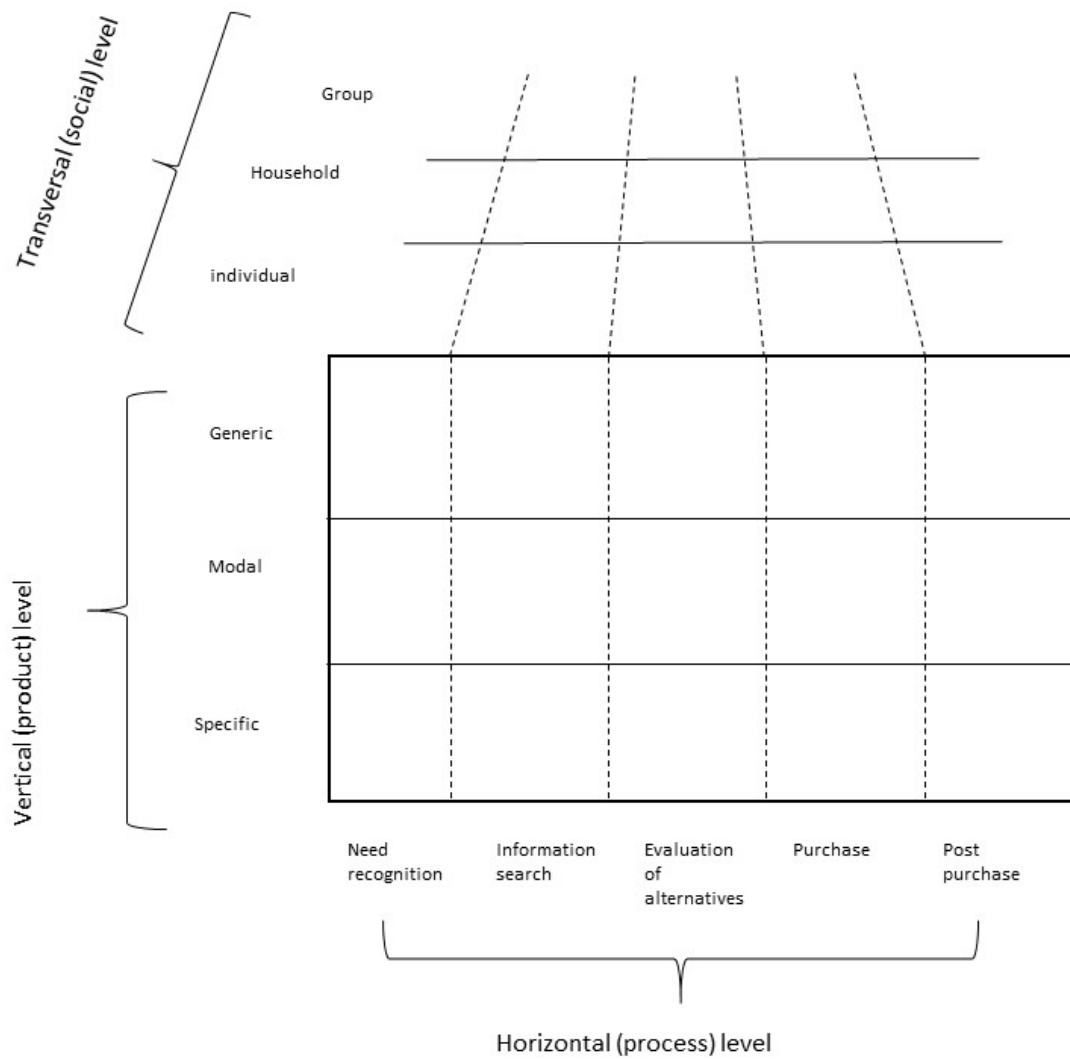 Transversal (social) level
Group
Household
individual
Vertical (product) level
Generic
Modal
Specific
Need
recognition
Information
search
Evaluation
of
alternatives
Purchase
Post
purchase
Horizontal (process) level